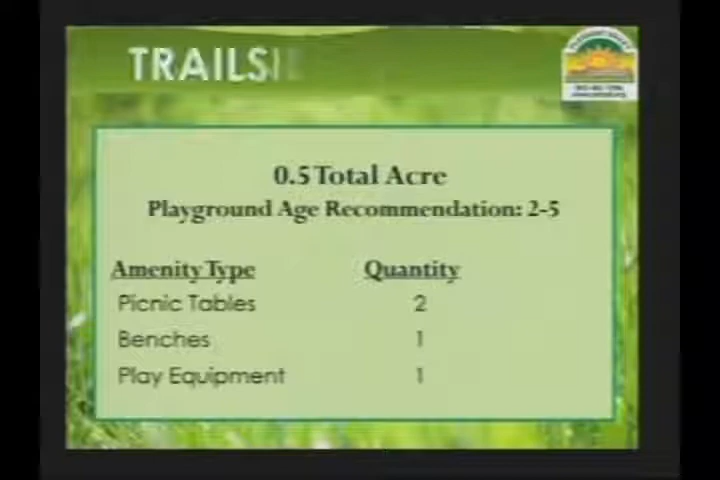 TRAILSI
0.5 Total Acre
Playground Age Recommendation: 2-5
Amenity Type Quantity
Picnic Tables 2
Benches 1
Play Equipment 1